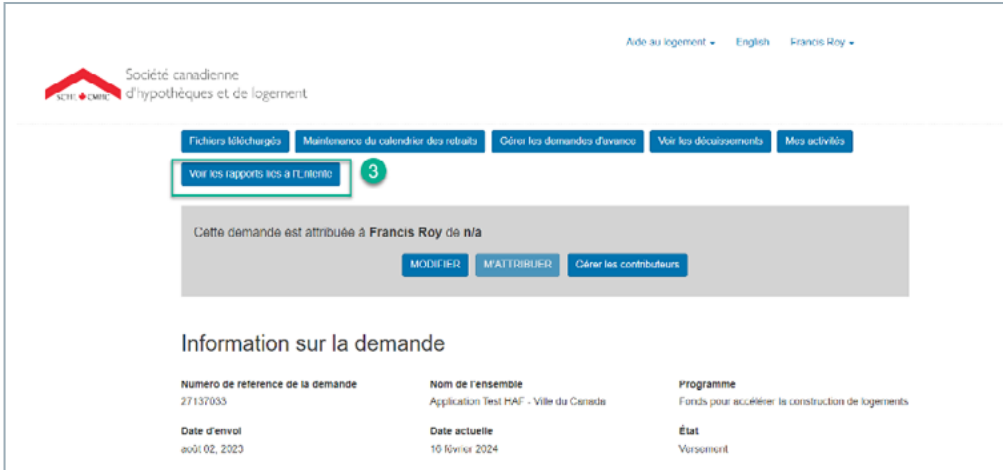 Aide au logement English Francis Roy
Société canadienne
SCHL CMHC d'hypothèques et de logement
Fichiers téléchargés Maintenance du calendrier des retraits Gérer les demandes d'avance Voir les décaissements Mes activités
Voir les rapports liés à l'Entente 3
Cette demande est attribuée à Francis Roy de n/a
MODIFIER M'ATTRIBUER Gérer les contributeurs
Information sur la demande
Numéro de référence de la demande Nom de l'ensemble Programme
27137033 Application Test HAF - Ville du Canada Fonds pour accélérer la construction de logements
Date d'envoi Date actuelle État
août 02, 2023 16 février 2024 Versement